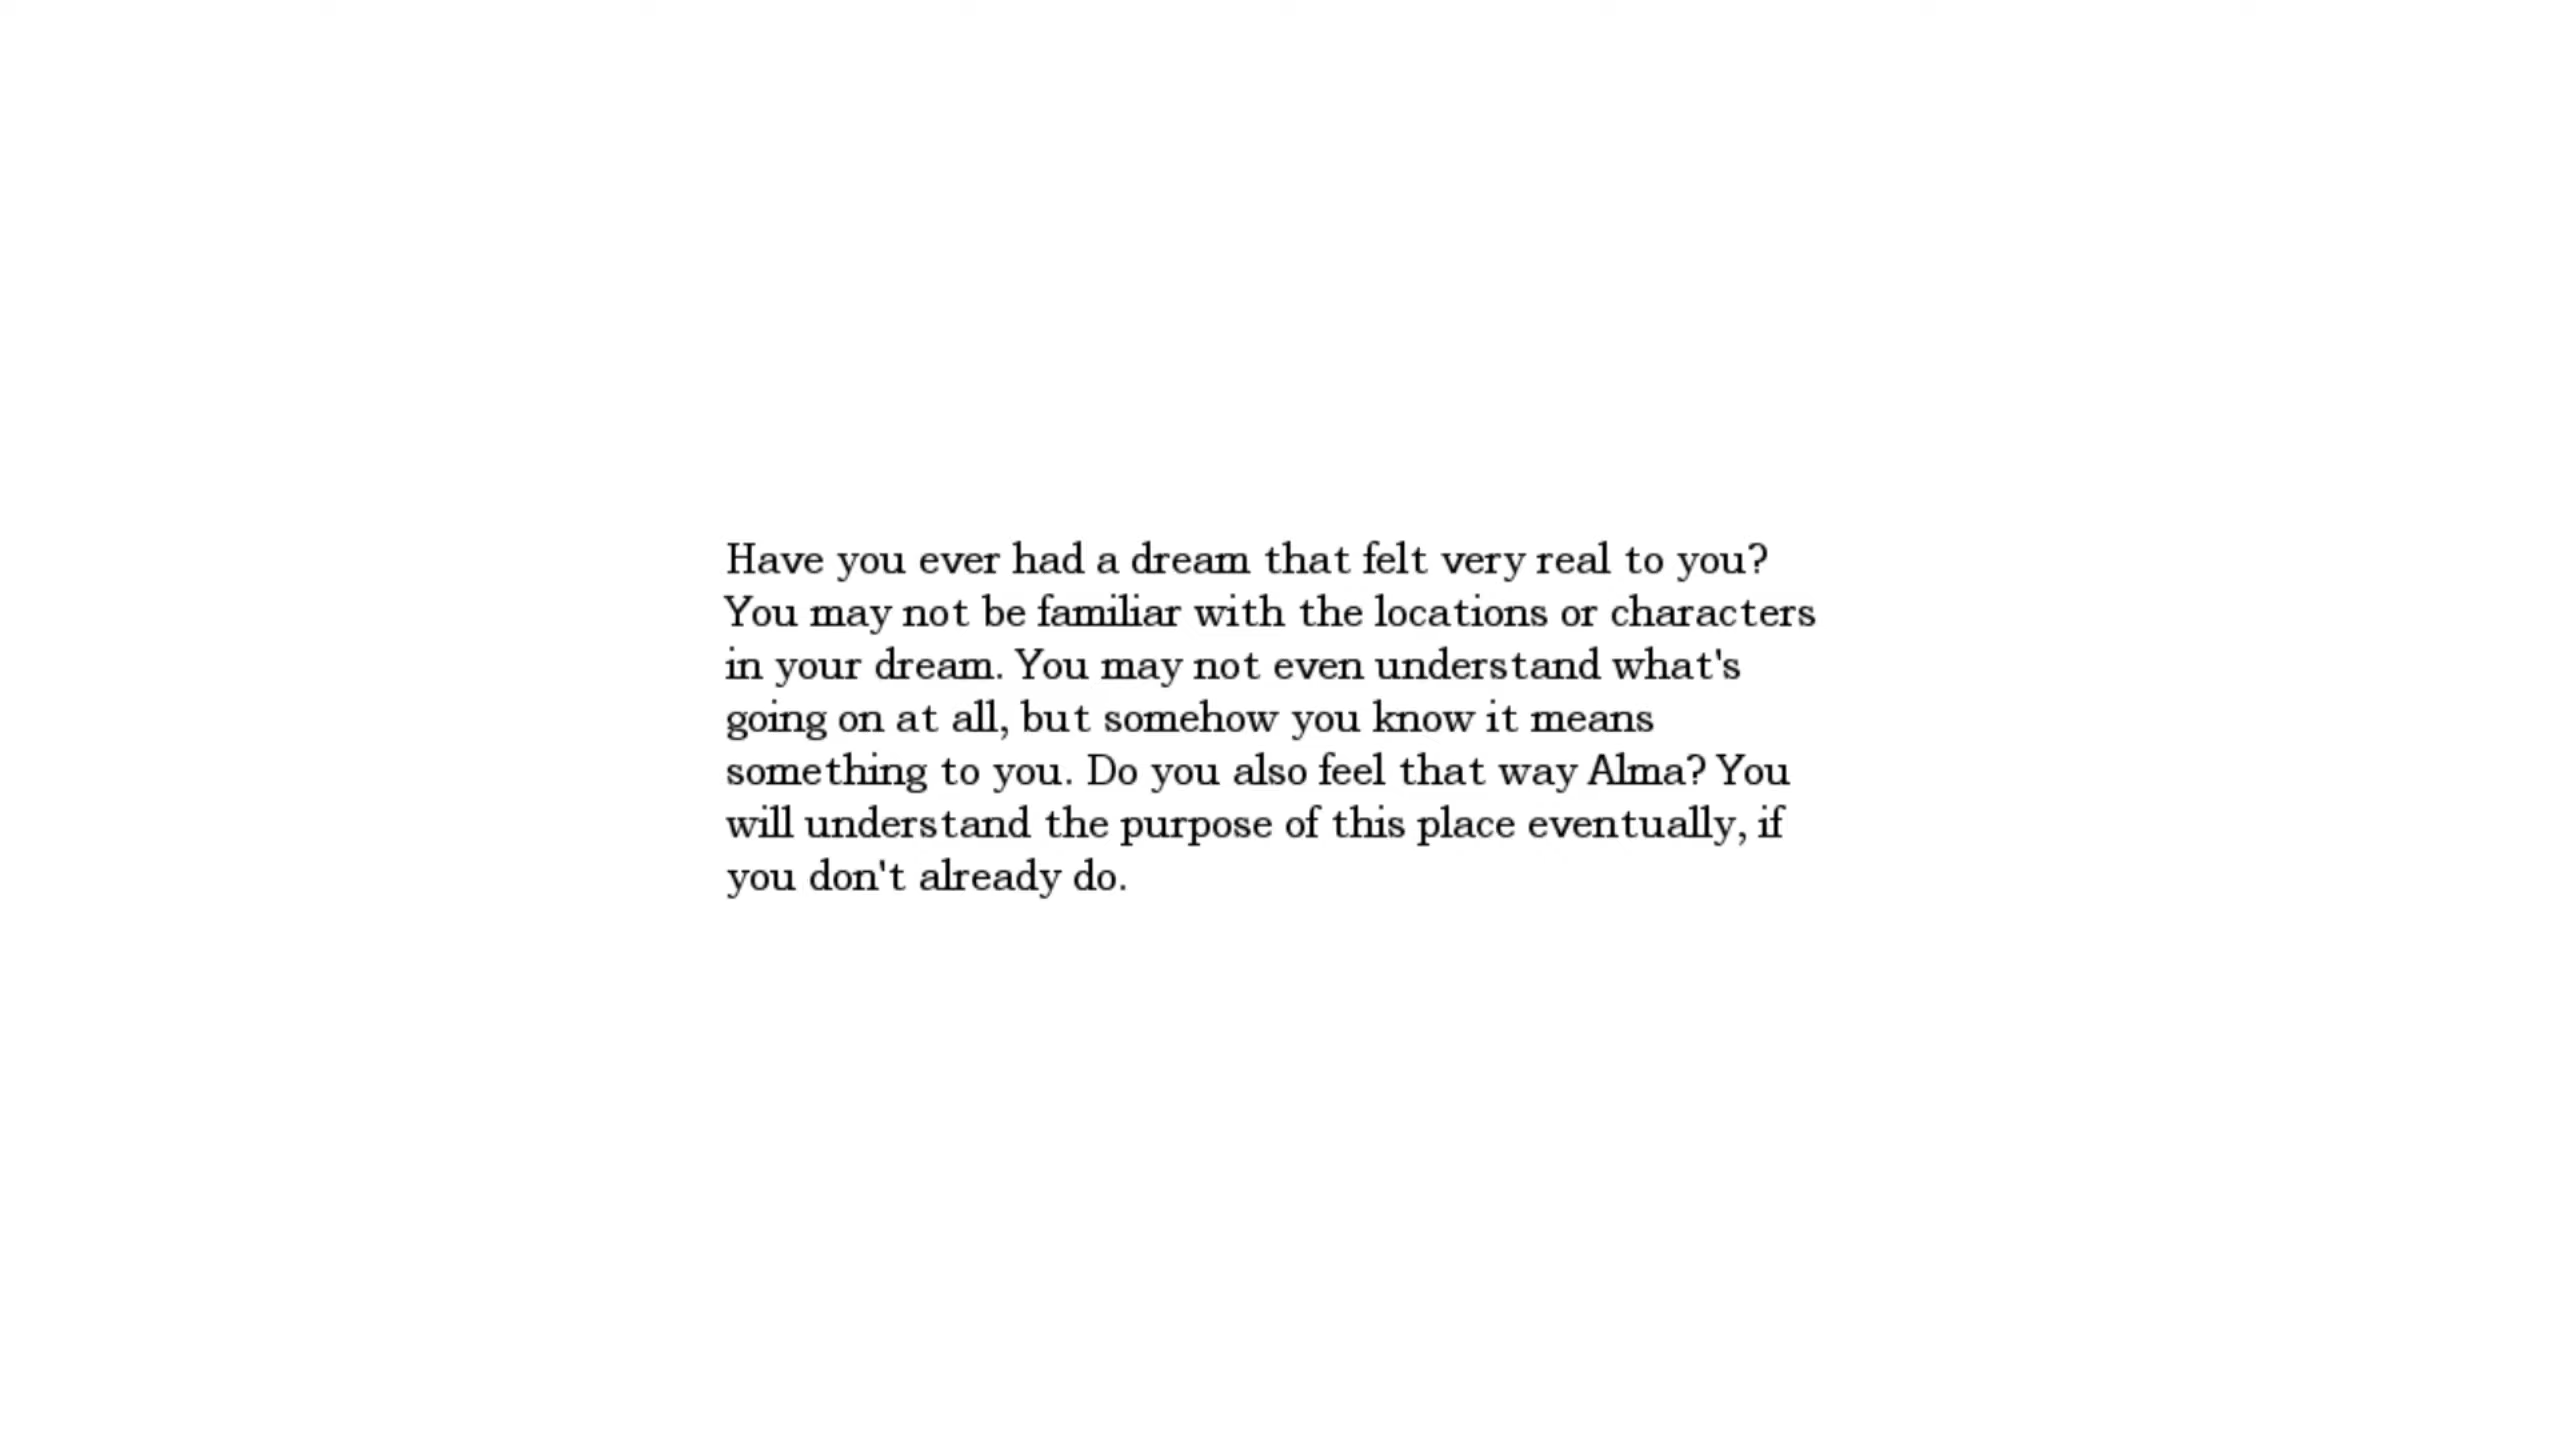 Have you ever had a dream that felt very real to you?
You may not be familiar with the locations or characters
in your dream. You may not even understand what's
going on at all, but somehow you know it means
something to you. Do you also feel that way Alma? You
will understand the purpose of this place eventually, if
you don't already do.